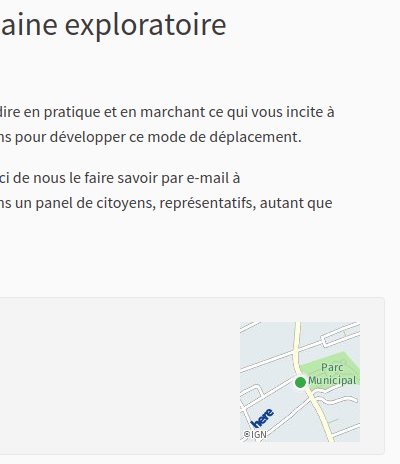 aine exploratoire
dire en pratique et en marchant ce qui vous incite à
ns pour développer ce mode de déplacement.
ci de nous le faire savoir par e-mail à
ns un panel de citoyens, représentatifs, autant que
Parc
Municipal
here
©IGN